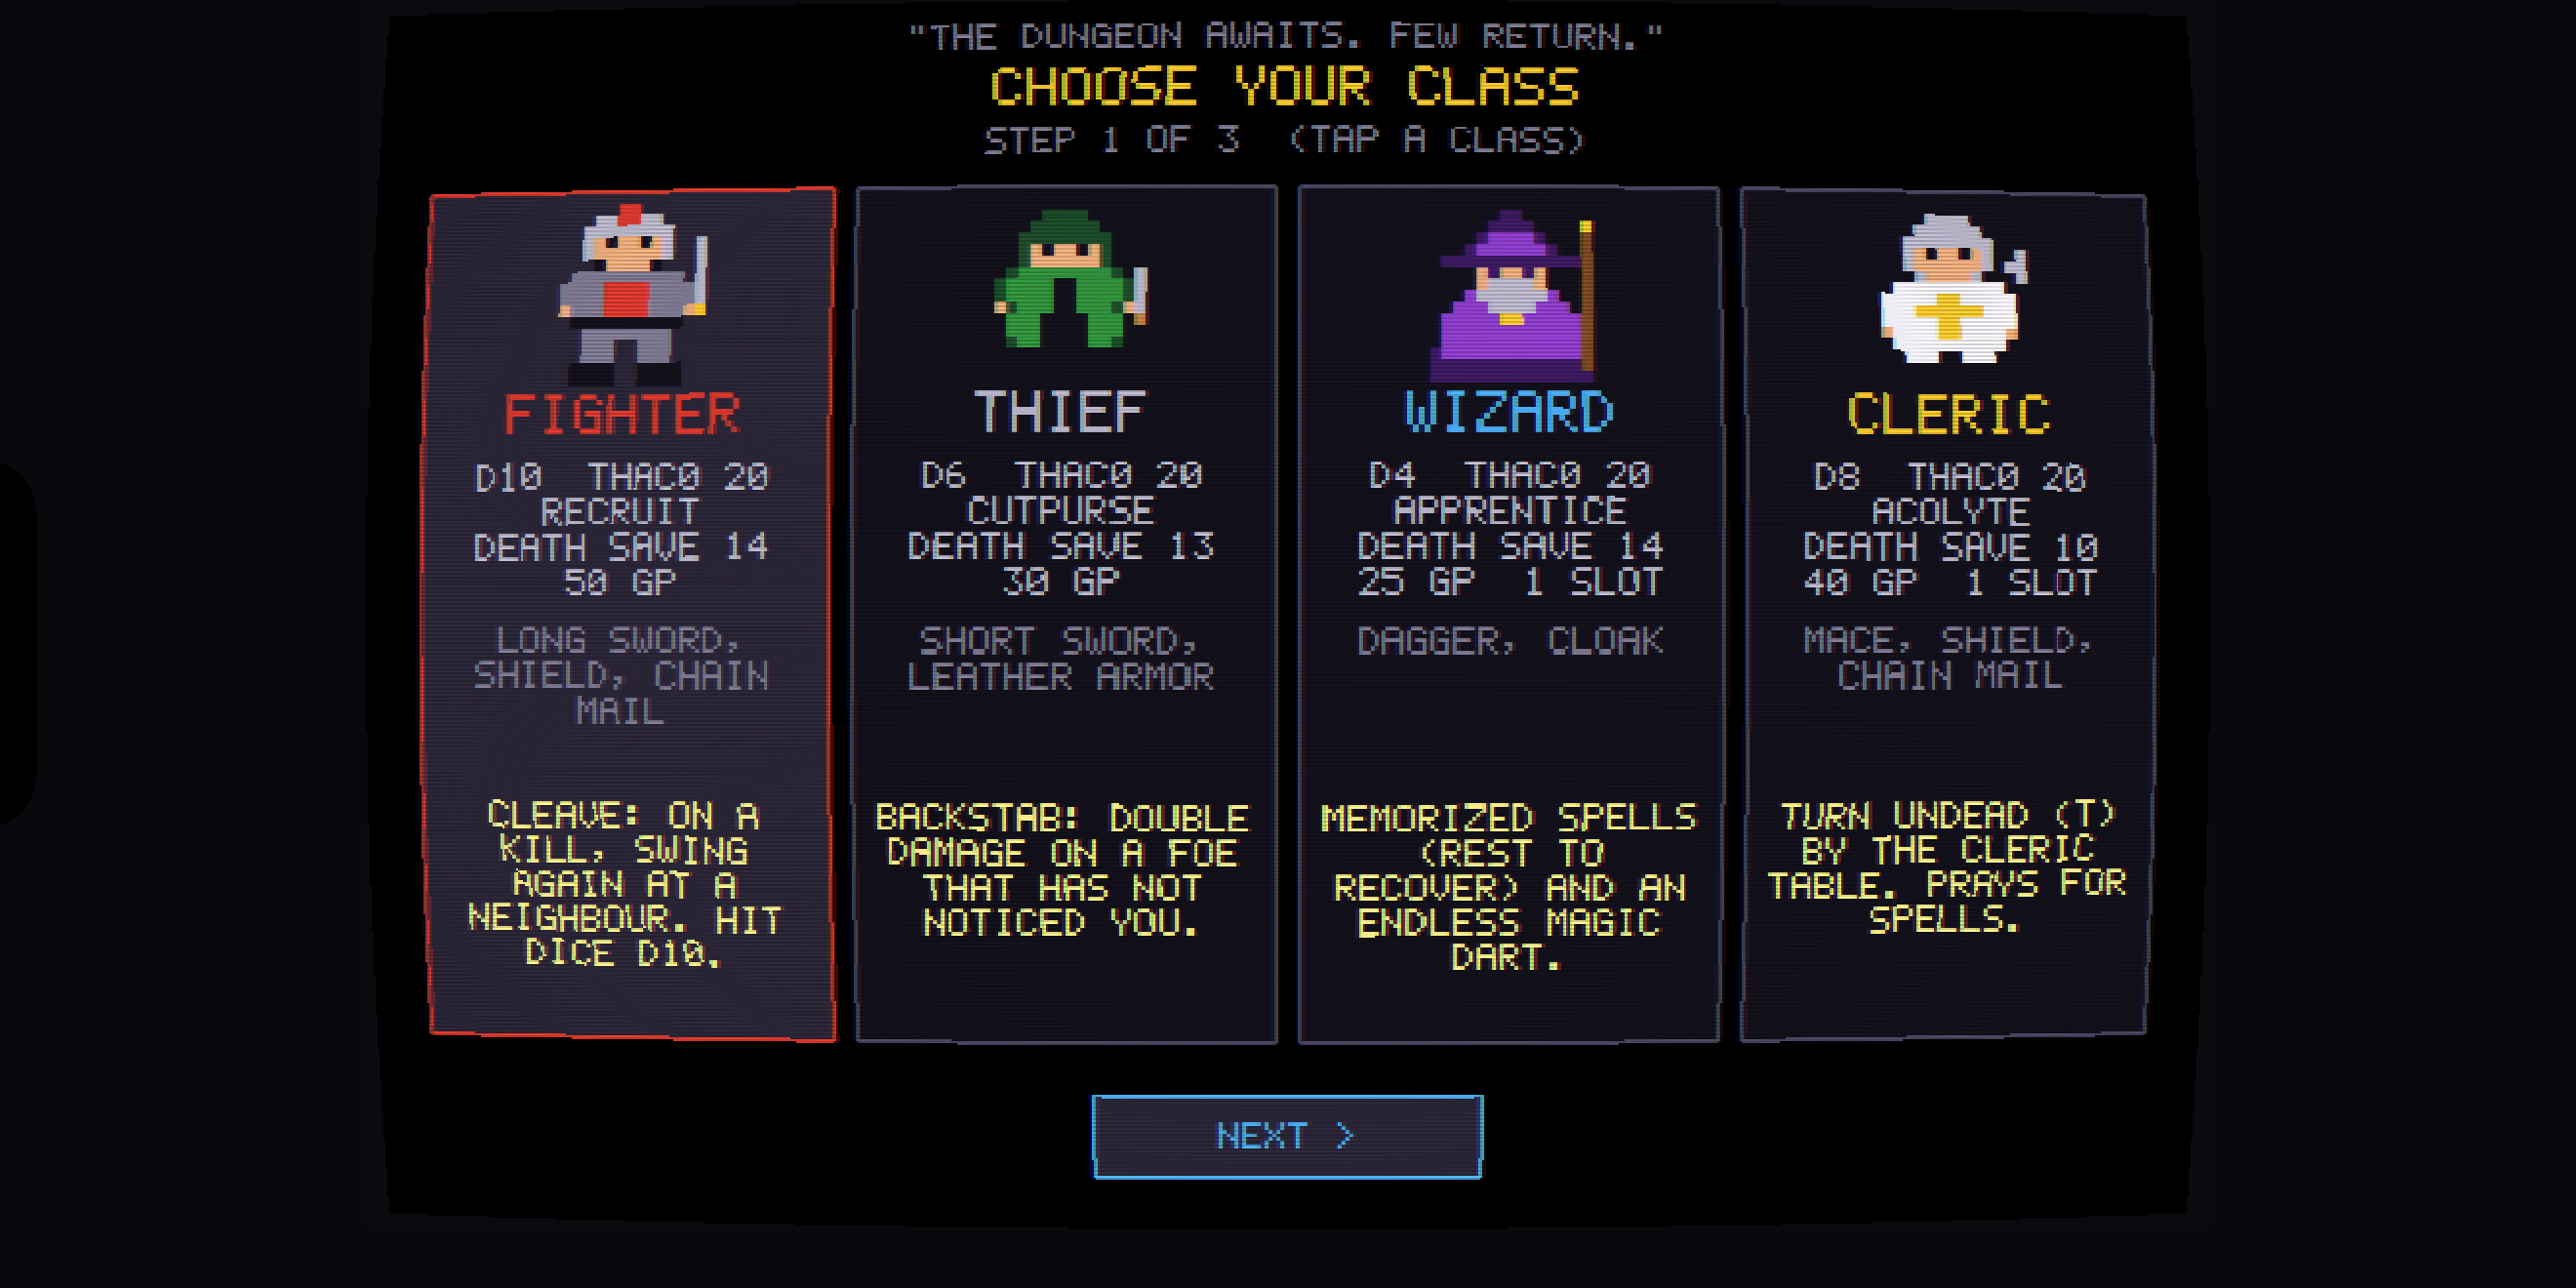 "THE DUNGEON AWAITS. FEW RETURN."
CHOOSE YOUR CLASS
STEP 1 OF 3 (TAP A CLASS)
FIGHTER
D10 THAC0 20
RECRUIT
DEATH SAVE 14
50 GP
LONG SWORD,
SHIELD, CHAIN
MAIL
CLEAVE: ON A
KILL, SWING
AGAIN AT A
NEIGHBOUR. HIT
DICE D10.
THIEF
D6 THAC0 20
CUTPURSE
DEATH SAVE 13
30 GP
SHORT SWORD,
LEATHER ARMOR
BACKSTAB: DOUBLE
DAMAGE ON A FOE
THAT HAS NOT
NOTICED YOU.
WIZARD
D4 THAC0 20
APPRENTICE
DEATH SAVE 14
25 GP 1 SLOT
DAGGER, CLOAK
MEMORIZED SPELLS
(REST TO
RECOVER) AND AN
ENDLESS MAGIC
DART.
CLERIC
D8 THAC0 20
ACOLYTE
DEATH SAVE 10
40 GP 1 SLOT
MACE, SHIELD,
CHAIN MAIL
TURN UNDEAD (T)
BY THE CLERIC
TABLE. PRAYS FOR
SPELLS.
NEXT >